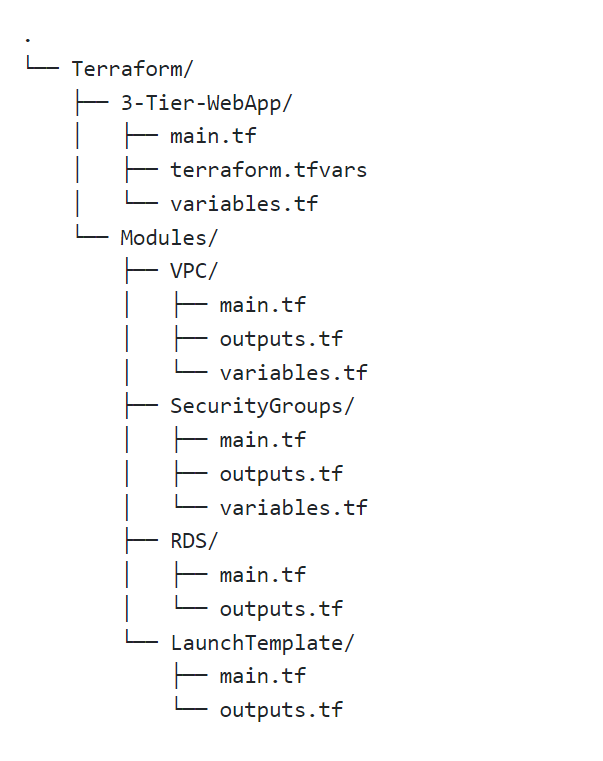 .
└── Terraform/
    ├── 3-Tier-WebApp/
    │   ├── main.tf
    │   ├── terraform.tfvars
    │   └── variables.tf
    └── Modules/
        ├── VPC/
        │   ├── main.tf
        │   ├── outputs.tf
        │   └── variables.tf
        ├── SecurityGroups/
        │   ├── main.tf
        │   ├── outputs.tf
        │   └── variables.tf
        ├── RDS/
        │   ├── main.tf
        │   └── outputs.tf
        └── LaunchTemplate/
            ├── main.tf
            └── outputs.tf